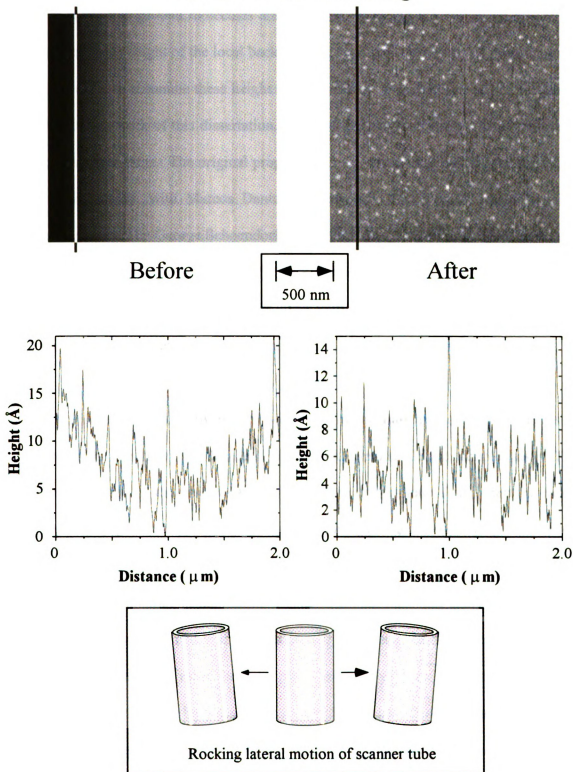 Before
After
500 nm
20
15
10
5
0
Height (Å)
0
1.0
2.0
Distance ( μ m)
14
12
10
8
6
4
2
0
Height (Å)
0
1.0
2.0
Distance ( μ m)
Rocking lateral motion of scanner tube